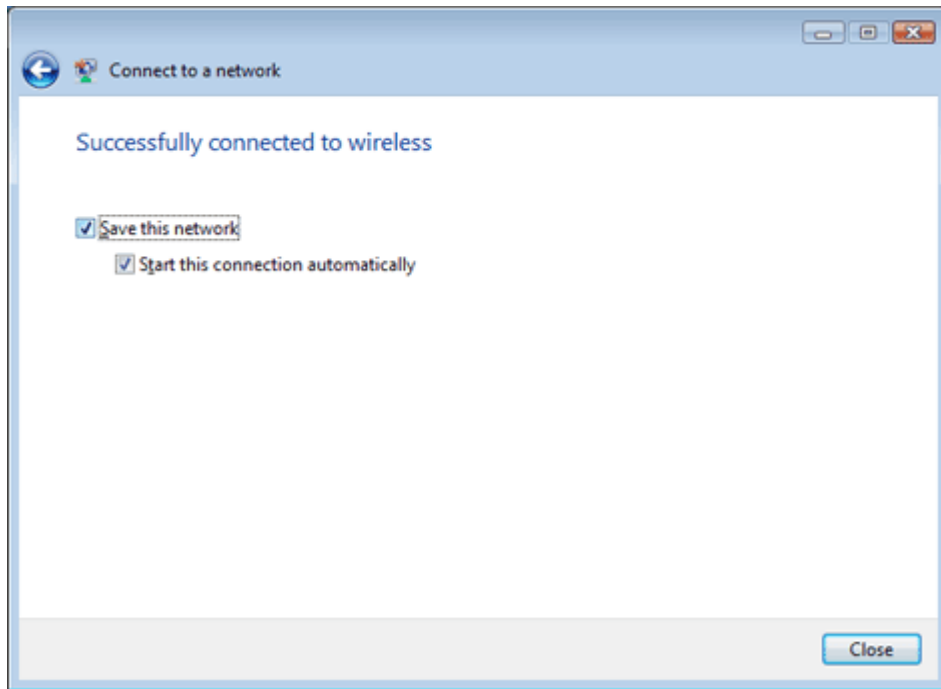 Connect to a network
Successfully connected to wireless
Save this network
Start this connection automatically
Close